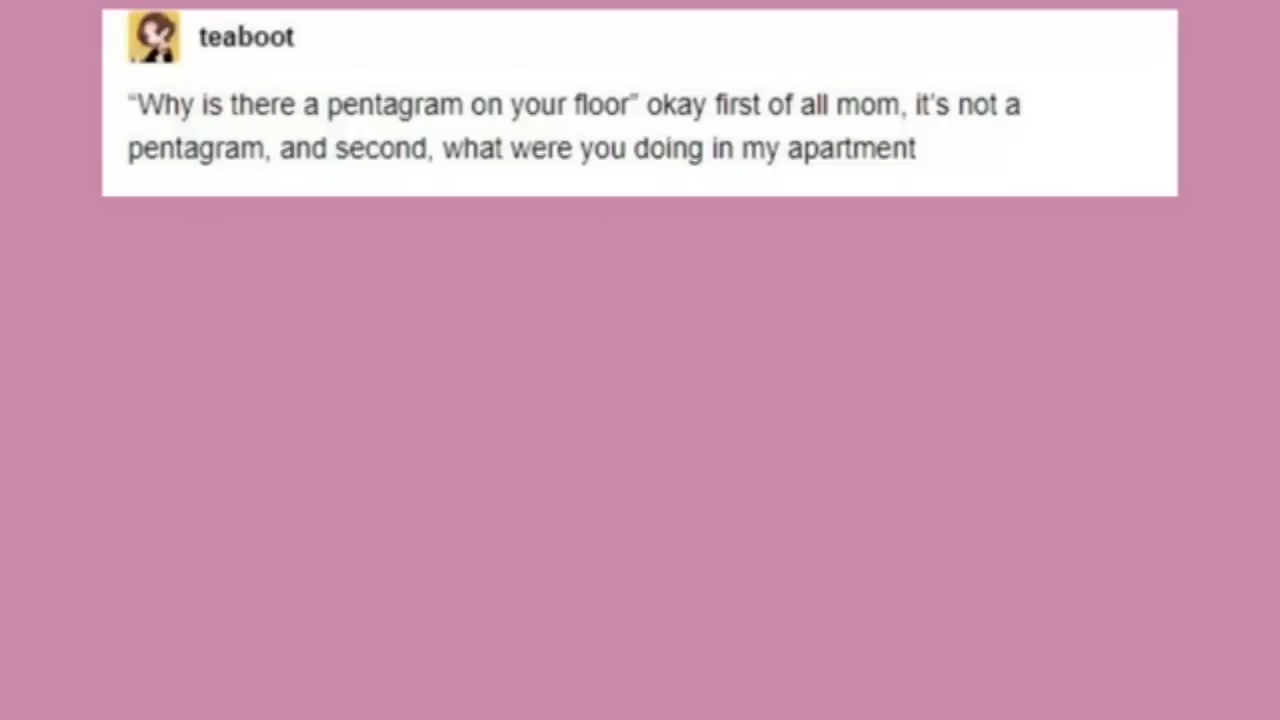 teaboot
“Why is there a pentagram on your floor” okay first of all mom, it’s not a
pentagram, and second, what were you doing in my apartment